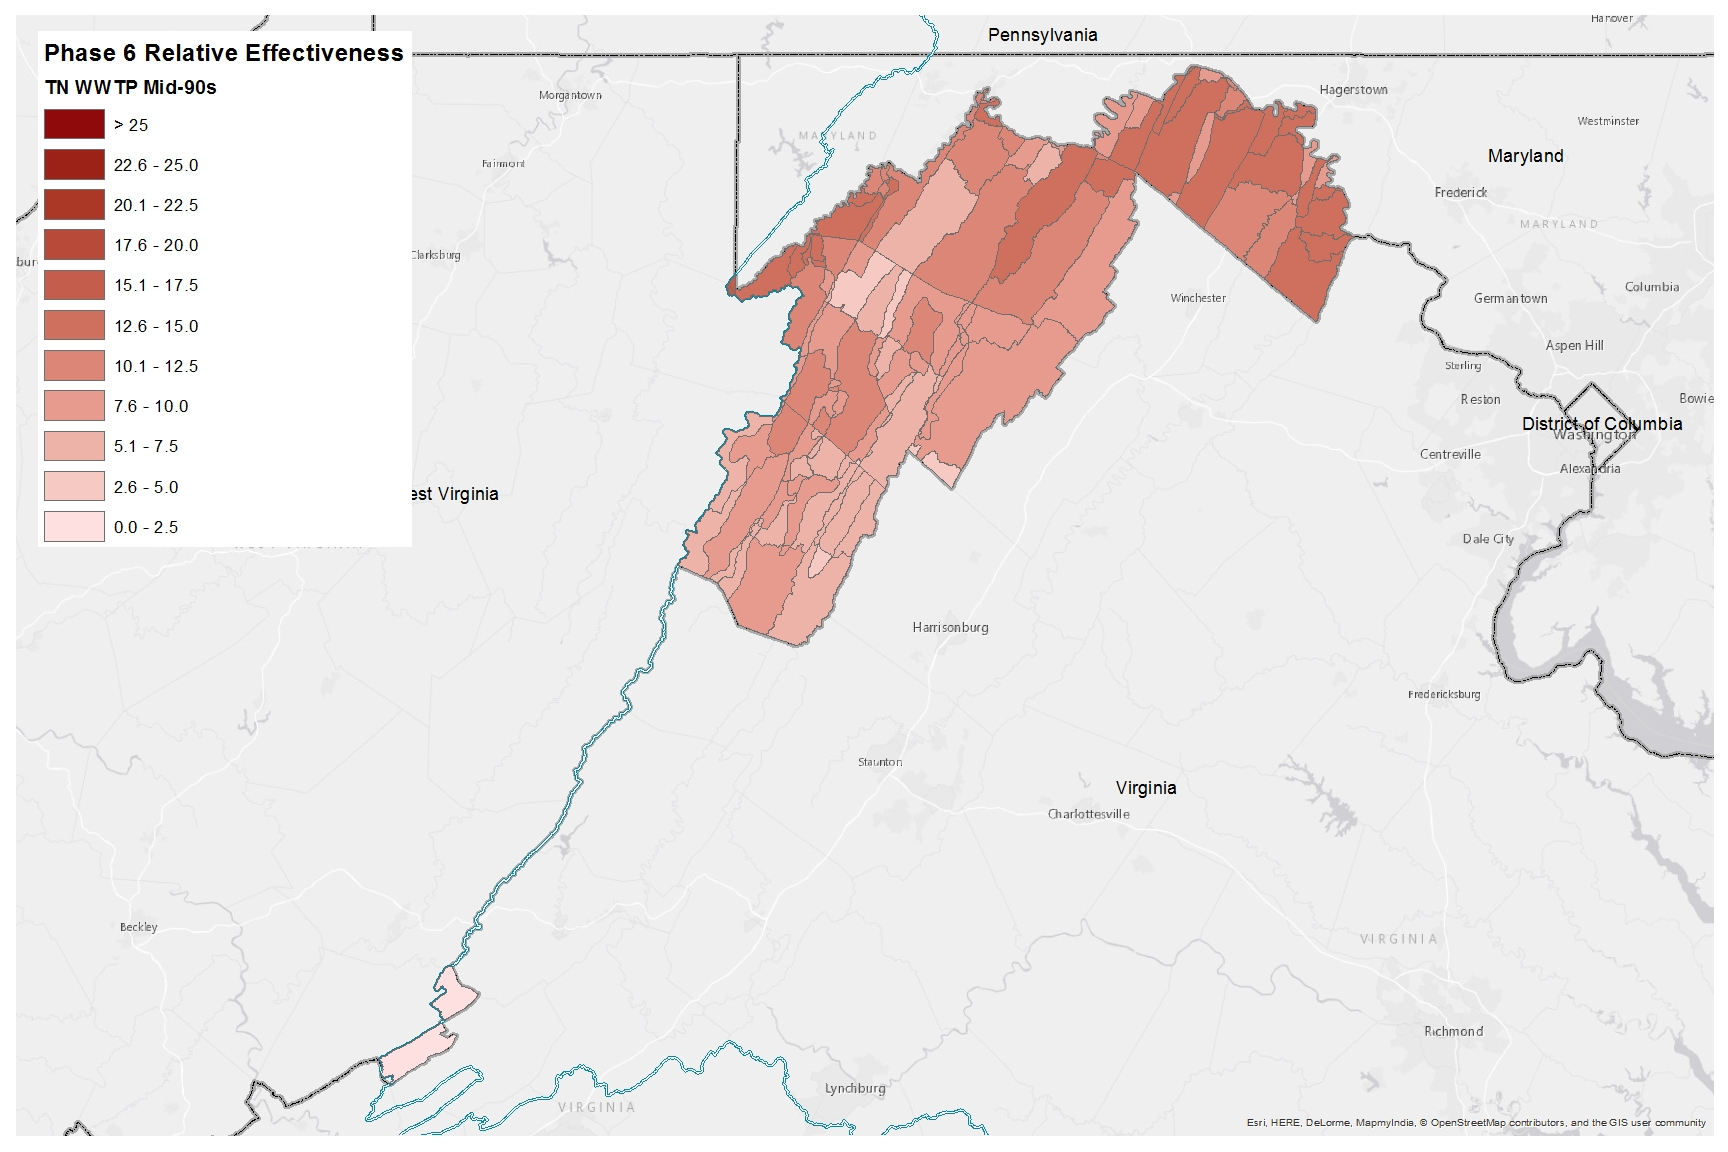 Hanover
Pennsylvania
Phase 6 Relative Effectiveness
TN WWTP Mid-90s
> 25
22.6 - 25.0
20.1 - 22.5
17.6 - 20.0
15.1 - 17.5
12.6 - 15.0
10.1 - 12.5
7.6 - 10.0
5.1 - 7.5
2.6 - 5.0
0.0 - 2.5
Morgantown
Hagerstown
MARYLAND
Westminster
Fairmont
Maryland
Frederick
MARYLAND
Clarksburg
Columbia
Winchester
Germantown
Aspen Hill
Sterling
Reston
Bowie
District of Columbia
Washington
Centreville
Alexandria
est Virginia
Dale City
Harrisonburg
Fredericksburg
Staunton
Virginia
Charlottesville
Beckley
VIRGINIA
Richmond
Lynchburg
VIRGINIA
Esri, HERE, DeLorme, MapmyIndia, © OpenStreetMap contributors, and the GIS user community